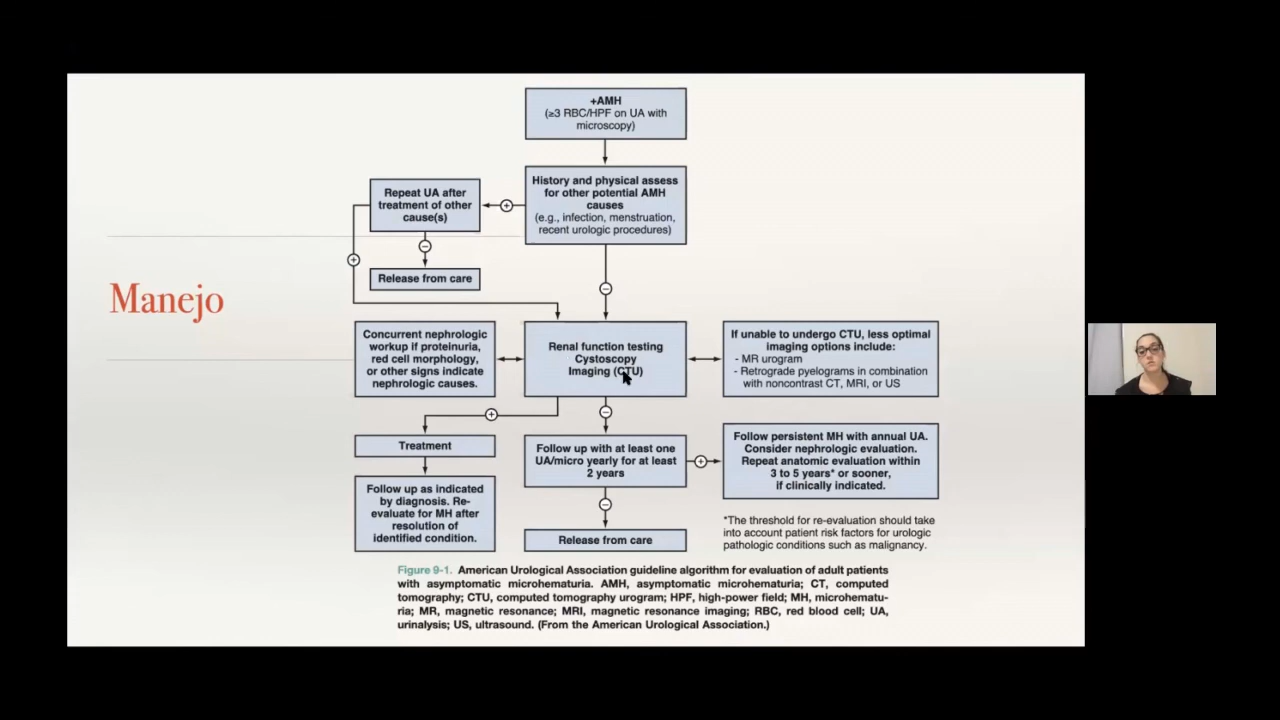 +AMH
(≥3 RBC/HPF on UA with
microscopy)
History and physical assess
for other potential AMH
causes
(e.g., infection, menstruation,
recent urologic procedures)
Repeat UA after
treatment of other
cause(s)
Release from care
Manejo
Concurrent nephrologic
workup if proteinuria,
red cell morphology,
or other signs indicate
nephrologic causes.
Renal function testing
Cystoscopy
Imaging (CTU)
If unable to undergo CTU, less optimal
imaging options include:
- MR urogram
- Retrograde pyelograms in combination
with noncontrast CT, MRI, or US
Treatment
Follow up as indicated
by diagnosis. Re-
evaluate for MH after
resolution of
identified condition.
Follow up with at least one
UA/micro yearly for at least
2 years
Release from care
Follow persistent MH with annual UA.
Consider nephrologic evaluation.
Repeat anatomic evaluation within
3 to 5 years* or sooner,
if clinically indicated.
*The threshold for re-evaluation should take
into account patient risk factors for urologic
pathologic conditions such as malignancy.
Figure 9-1. American Urological Association guideline algorithm for evaluation of adult patients
with asymptomatic microhematuria. AMH, asymptomatic microhematuria; CT, computed
tomography; CTU, computed tomography urogram; HPF, high-power field; MH, microhematu-
ria; MR, magnetic resonance; MRI, magnetic resonance imaging; RBC, red blood cell; UA,
urinalysis; US, ultrasound. (From the American Urological Association.)